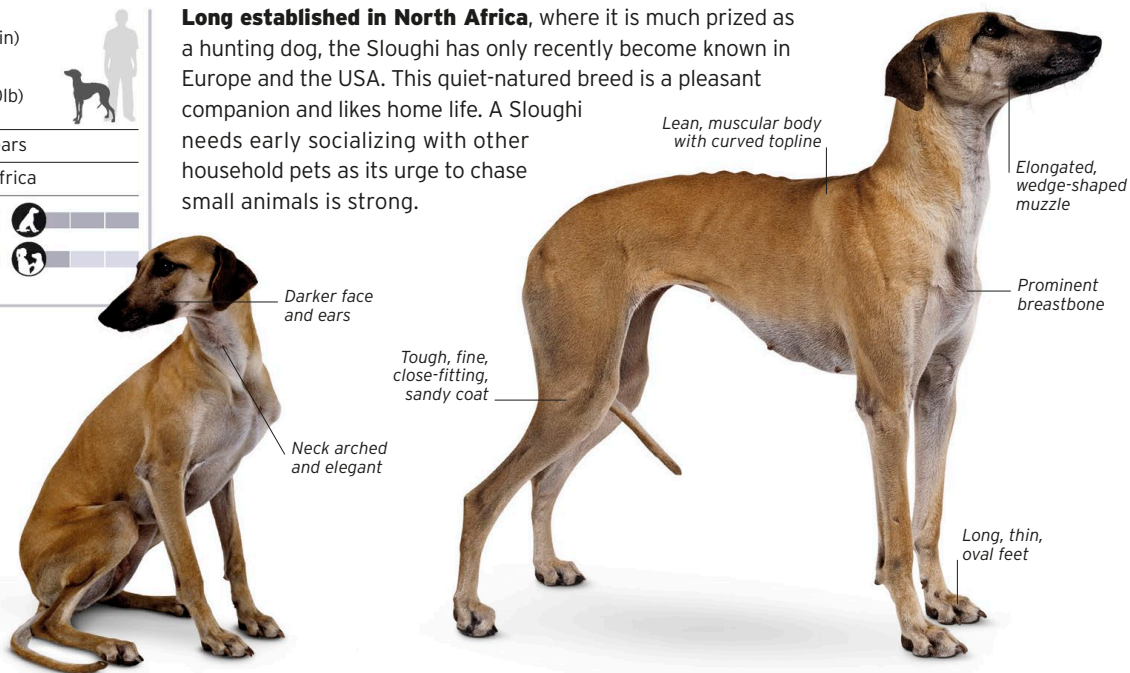 in)
lb)
ears
frica
Long established in North Africa, where it is much prized as
a hunting dog, the Sloughi has only recently become known in
Europe and the USA. This quiet-natured breed is a pleasant
companion and likes home life. A Sloughi
needs early socializing with other
household pets as its urge to chase
small animals is strong.
Lean, muscular body
with curved topline
Elongated,
wedge-shaped
muzzle
Darker face
and ears
Prominent
breastbone
Tough, fine,
close-fitting,
sandy coat
Neck arched
and elegant
Long, thin,
oval feet